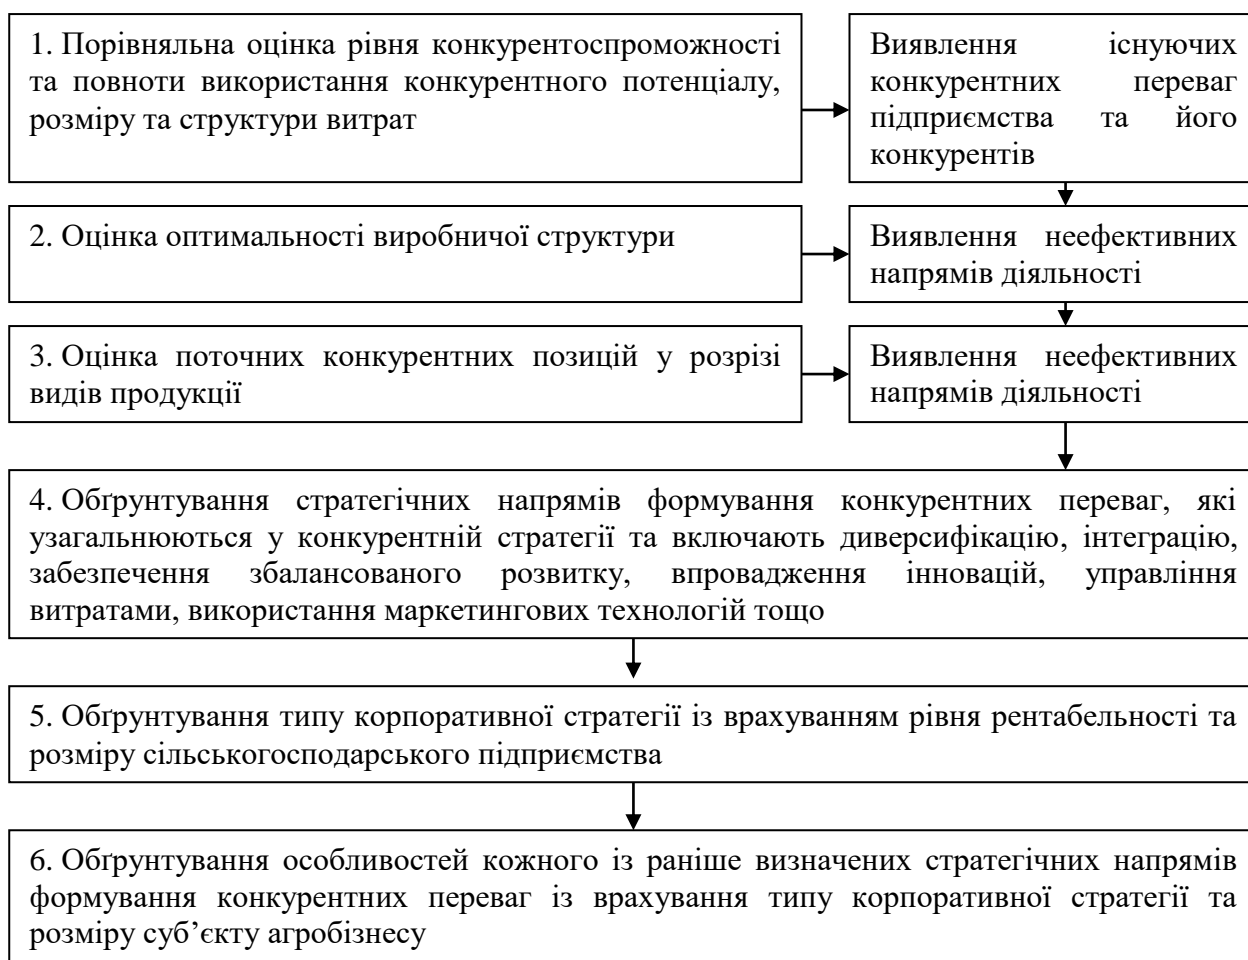 1. Порівняльна оцінка рівня конкурентоспроможності
та повноти використання конкурентного потенціалу,
розміру та структури витрат
Виявлення існуючих
конкурентних переваг
підприємства та його
конкурентів
2. Оцінка оптимальності виробничої структури
Виявлення неефективних
напрямів діяльності
3. Оцінка поточних конкурентних позицій у розрізі
видів продукції
Виявлення неефективних
напрямів діяльності
4. Обґрунтування стратегічних напрямів формування конкурентних переваг, які
узагальнюються у конкурентній стратегії та включають диверсифікацію, інтеграцію,
забезпечення збалансованого розвитку, впровадження інновацій, управління
витратами, використання маркетингових технологій тощо
5. Обґрунтування типу корпоративної стратегії із врахуванням рівня рентабельності та
розміру сільськогосподарського підприємства
6. Обґрунтування особливостей кожного із раніше визначених стратегічних напрямів
формування конкурентних переваг із врахування типу корпоративної стратегії та
розміру суб’єкту агробізнесу